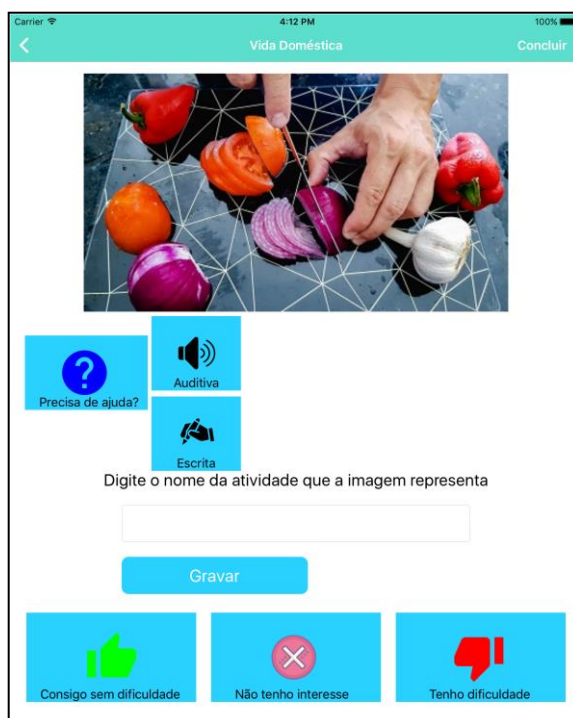 Carrier 4:12 PM 100%
Vida Doméstica Concluir
Precisa de ajuda?
Auditiva
Escrita
Digite o nome da atividade que a imagem representa
Gravar
Consigo sem dificuldade
Não tenho interesse
Tenho dificuldade